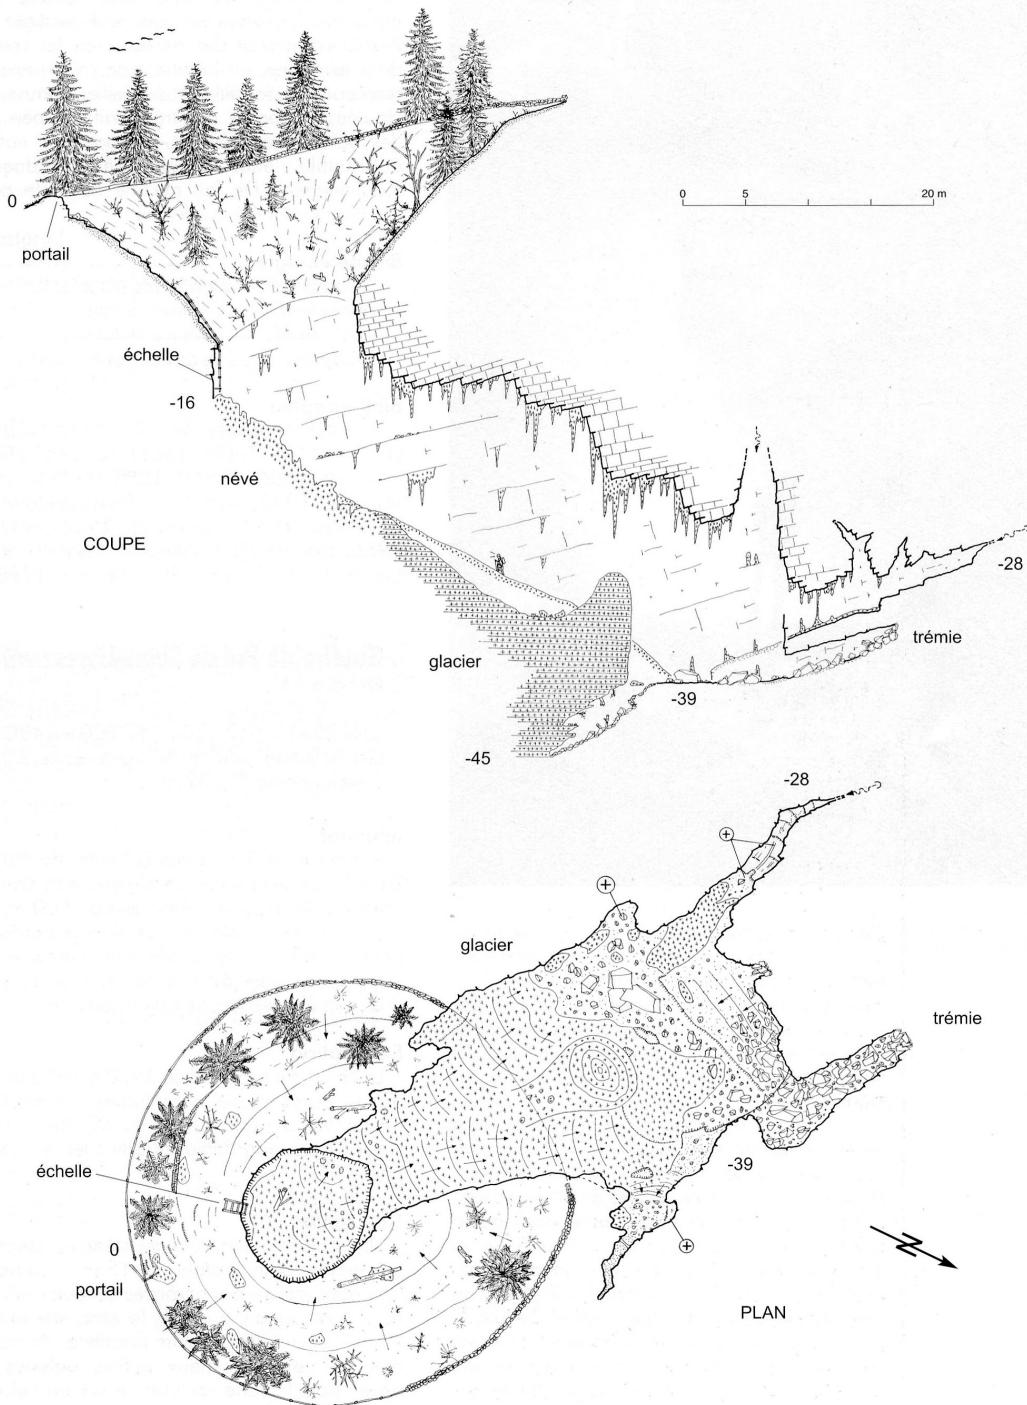 0
portail
0 5 20 m
échelle
-16
névé
COUPE
-28
trémie
glacier
-39
-45
-28
glacier
trémie
échelle
-39
0
portail
N
PLAN